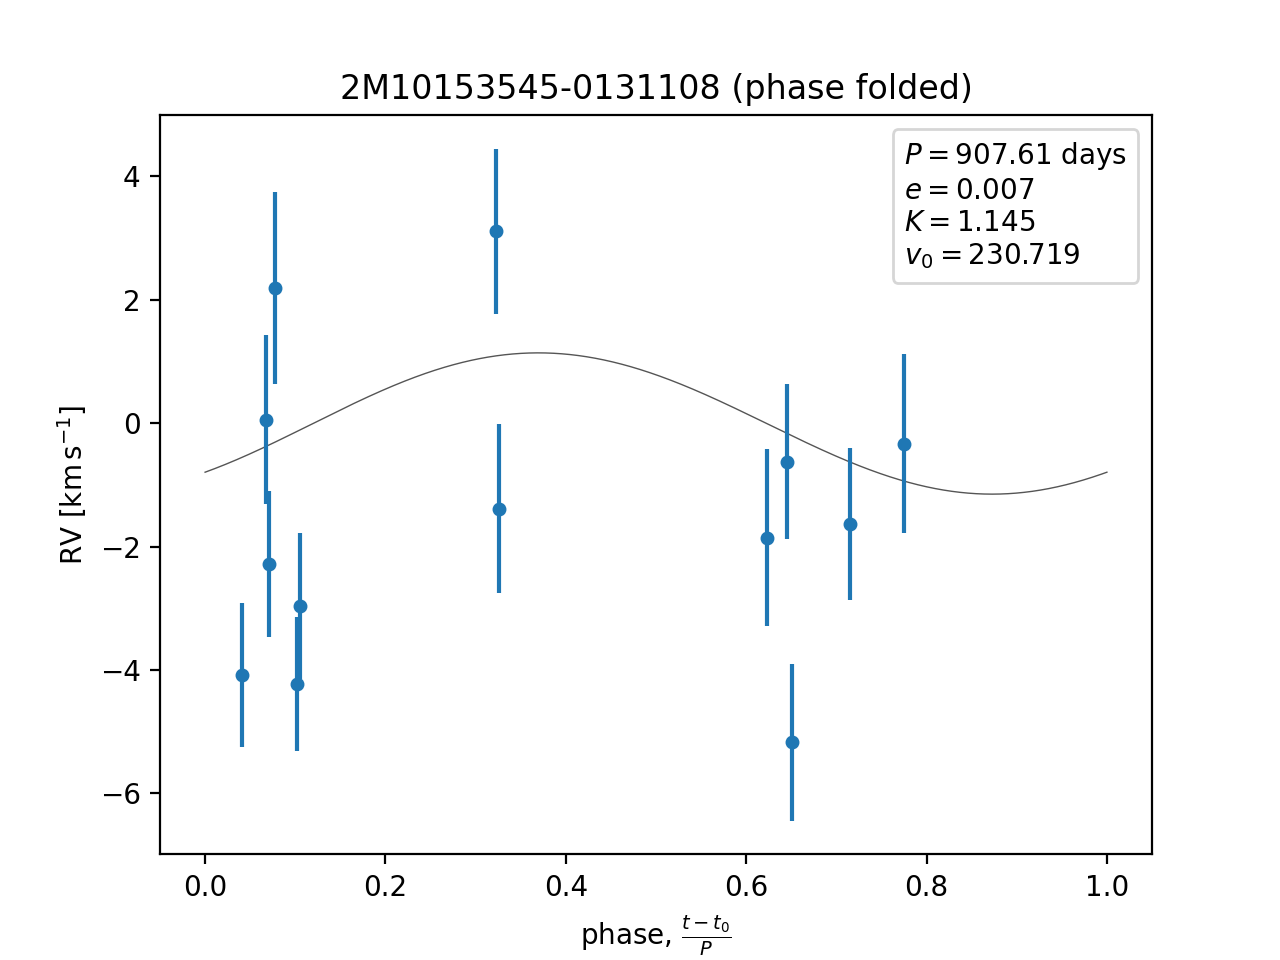 2M10153545-0131108 (phase folded)
P = 907.61 days
e = 0.007
K = 1.145
v₀ = 230.719
RV [km s⁻¹]
4
2
0
−2
−4
−6
0.0 0.2 0.4 0.6 0.8 1.0
phase, (t − t₀)/P